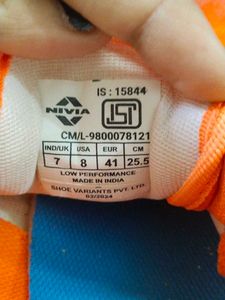 IS : 15844
NIVIA
ISI
CM/L-9800078121
IND/UK USA EUR CM
7 8 41 25.5
LOW PERFORMANCE
MADE IN INDIA
SHOE VARIANTS PVT. LTD.
03/2024